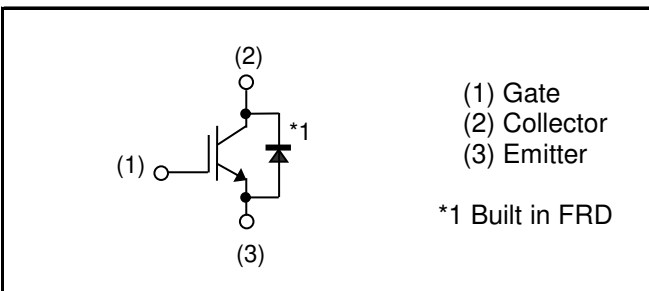 (2)
*1
(1)
(3)
(1) Gate
(2) Collector
(3) Emitter
*1 Built in FRD